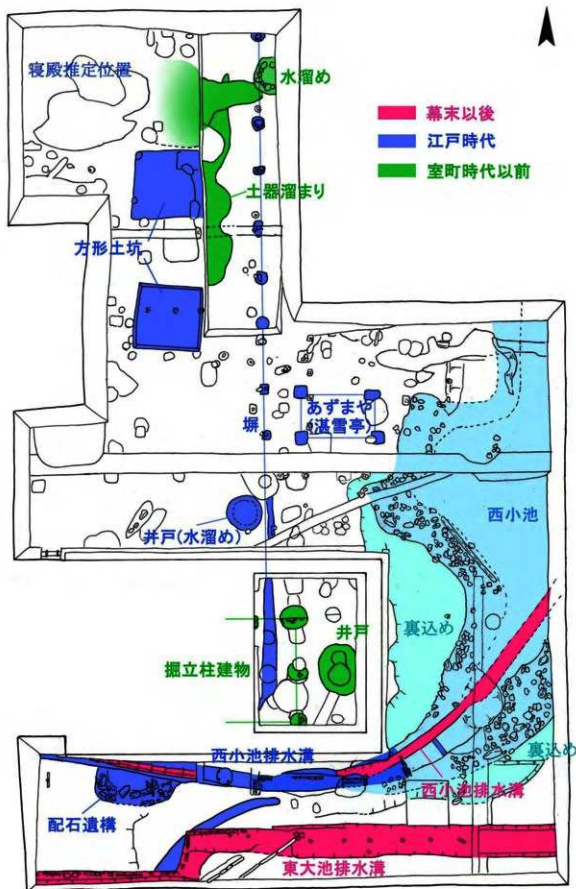 寝殿推定位置
水溜め
幕末以後
江戸時代
室町時代以前
土器溜まり
方形土坑
塀
あずまや
(湛雪亭)
西小池
井戸(水溜め)
裏込め
井戸
掘立柱建物
西小池排水溝
裏込め
西小池排水溝
配石遺構
東大池排水溝